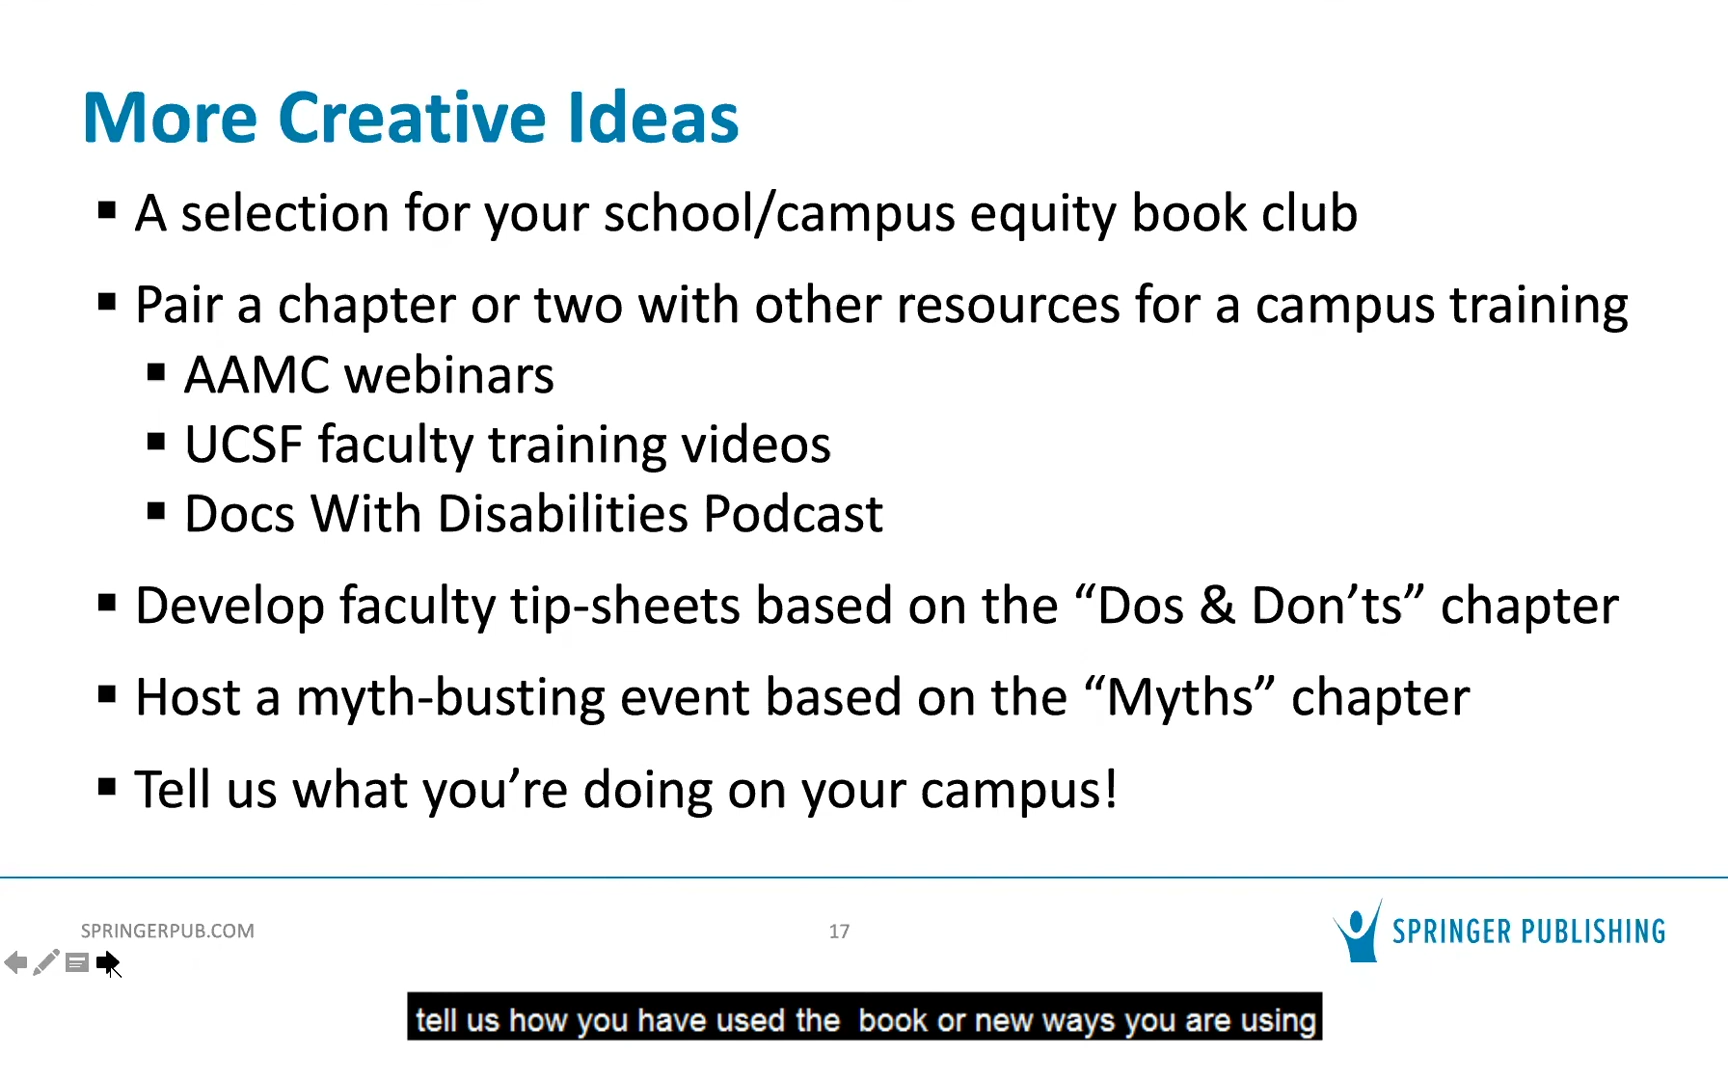 More Creative Ideas
▪ A selection for your school/campus equity book club
▪ Pair a chapter or two with other resources for a campus training
▪ AAMC webinars
▪ UCSF faculty training videos
▪ Docs With Disabilities Podcast
▪ Develop faculty tip-sheets based on the “Dos & Don’ts” chapter
▪ Host a myth-busting event based on the “Myths” chapter
▪ Tell us what you’re doing on your campus!
SPRINGERPUB.COM
17
SPRINGER PUBLISHING
tell us how you have used the  book or new ways you are using